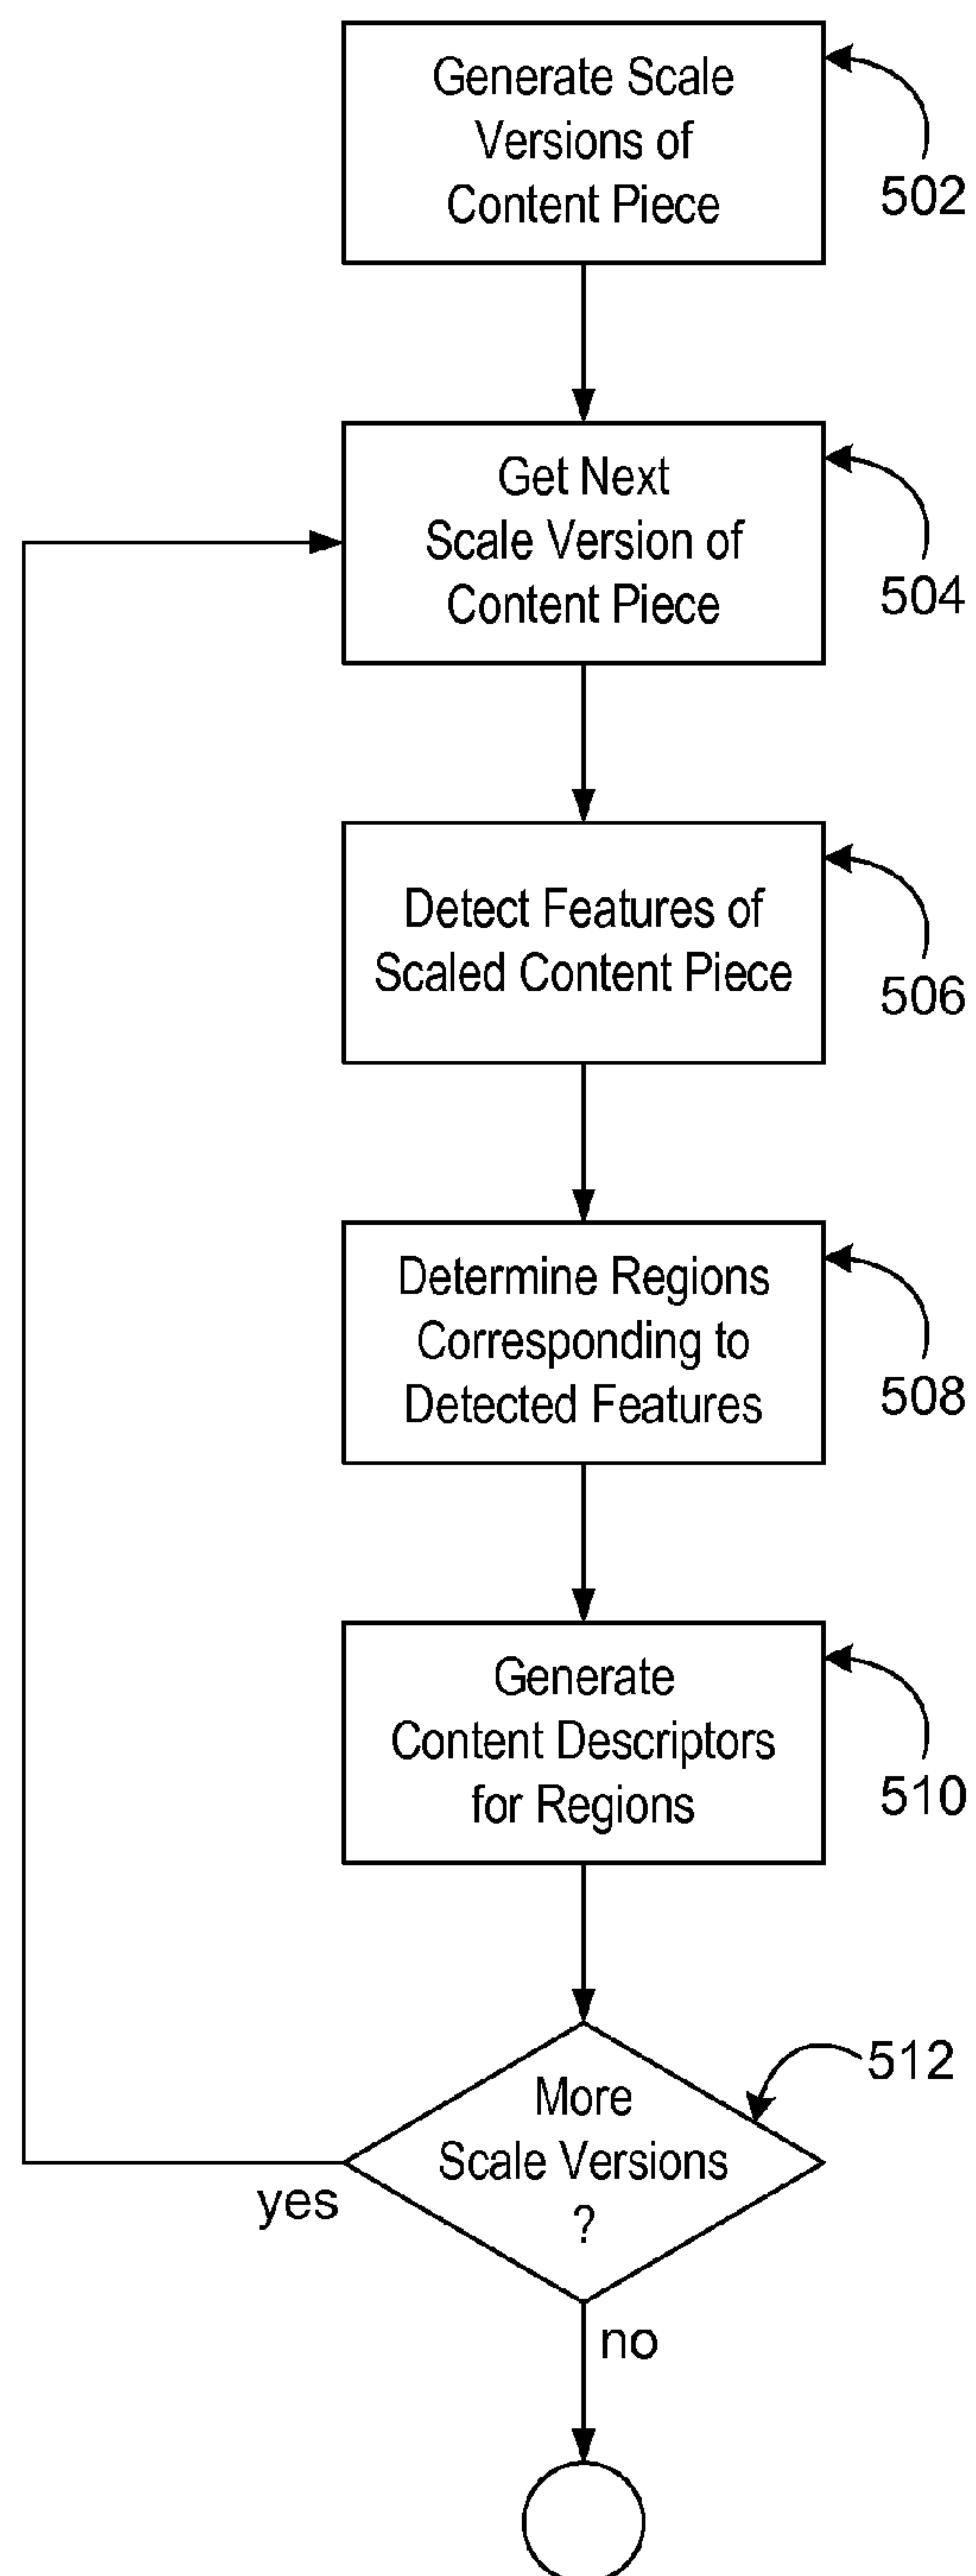 Generate Scale
Versions of
Content Piece
502
Get Next
Scale Version of
Content Piece
504
Detect Features of
Scaled Content Piece
506
Determine Regions
Corresponding to
Detected Features
508
Generate
Content Descriptors
for Regions
510
More
Scale Versions
?
512
yes
no